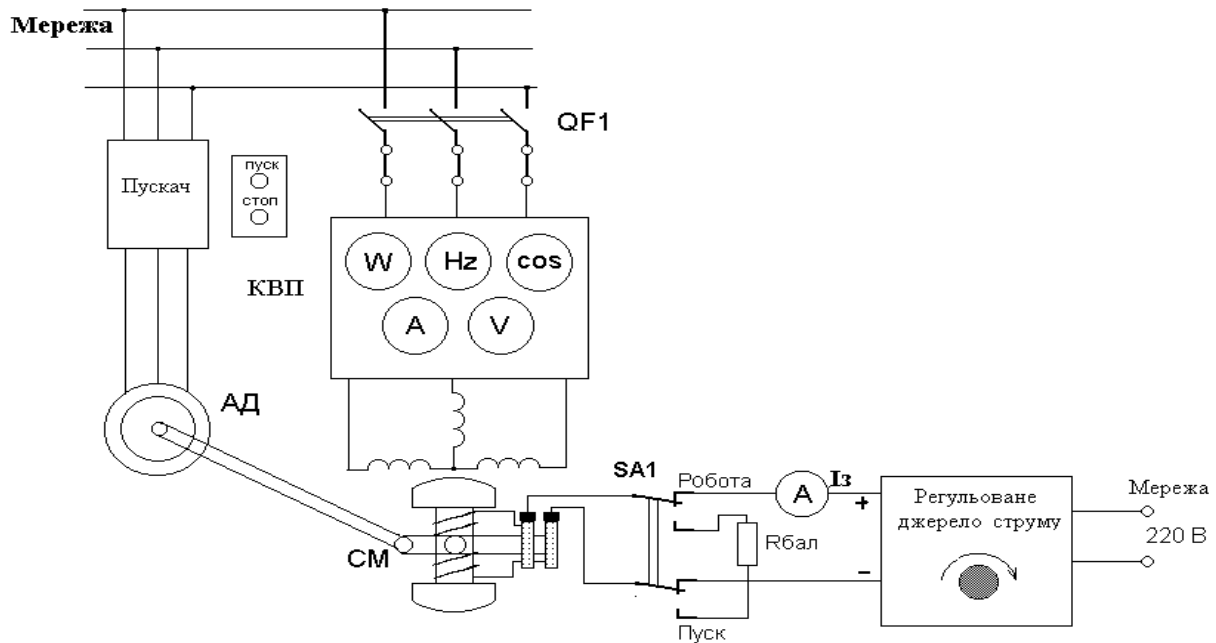 Мережа
QF1
пуск
стоп
Пускач
W
Hz
cos
КВП
A
V
АД
SA1
Робота
A
Iз
+
Регульоване
джерело струму
Мережа
220 В
Rбал
СМ
−
Пуск